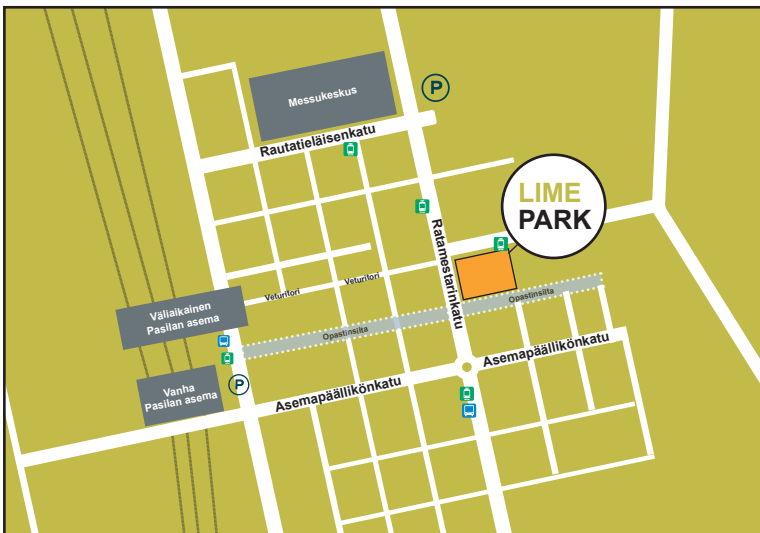 Messukeskus
P
Rautatieläisenkatu
LIME
PARK
Ratamestarinkatu
Veturitori
Veturitori
Väliaikainen
Pasilan asema
Opastinsilta
Opastinsilta
Asemapäällikönkatu
Vanha
Pasilan asema
P
Asemapäällikönkatu